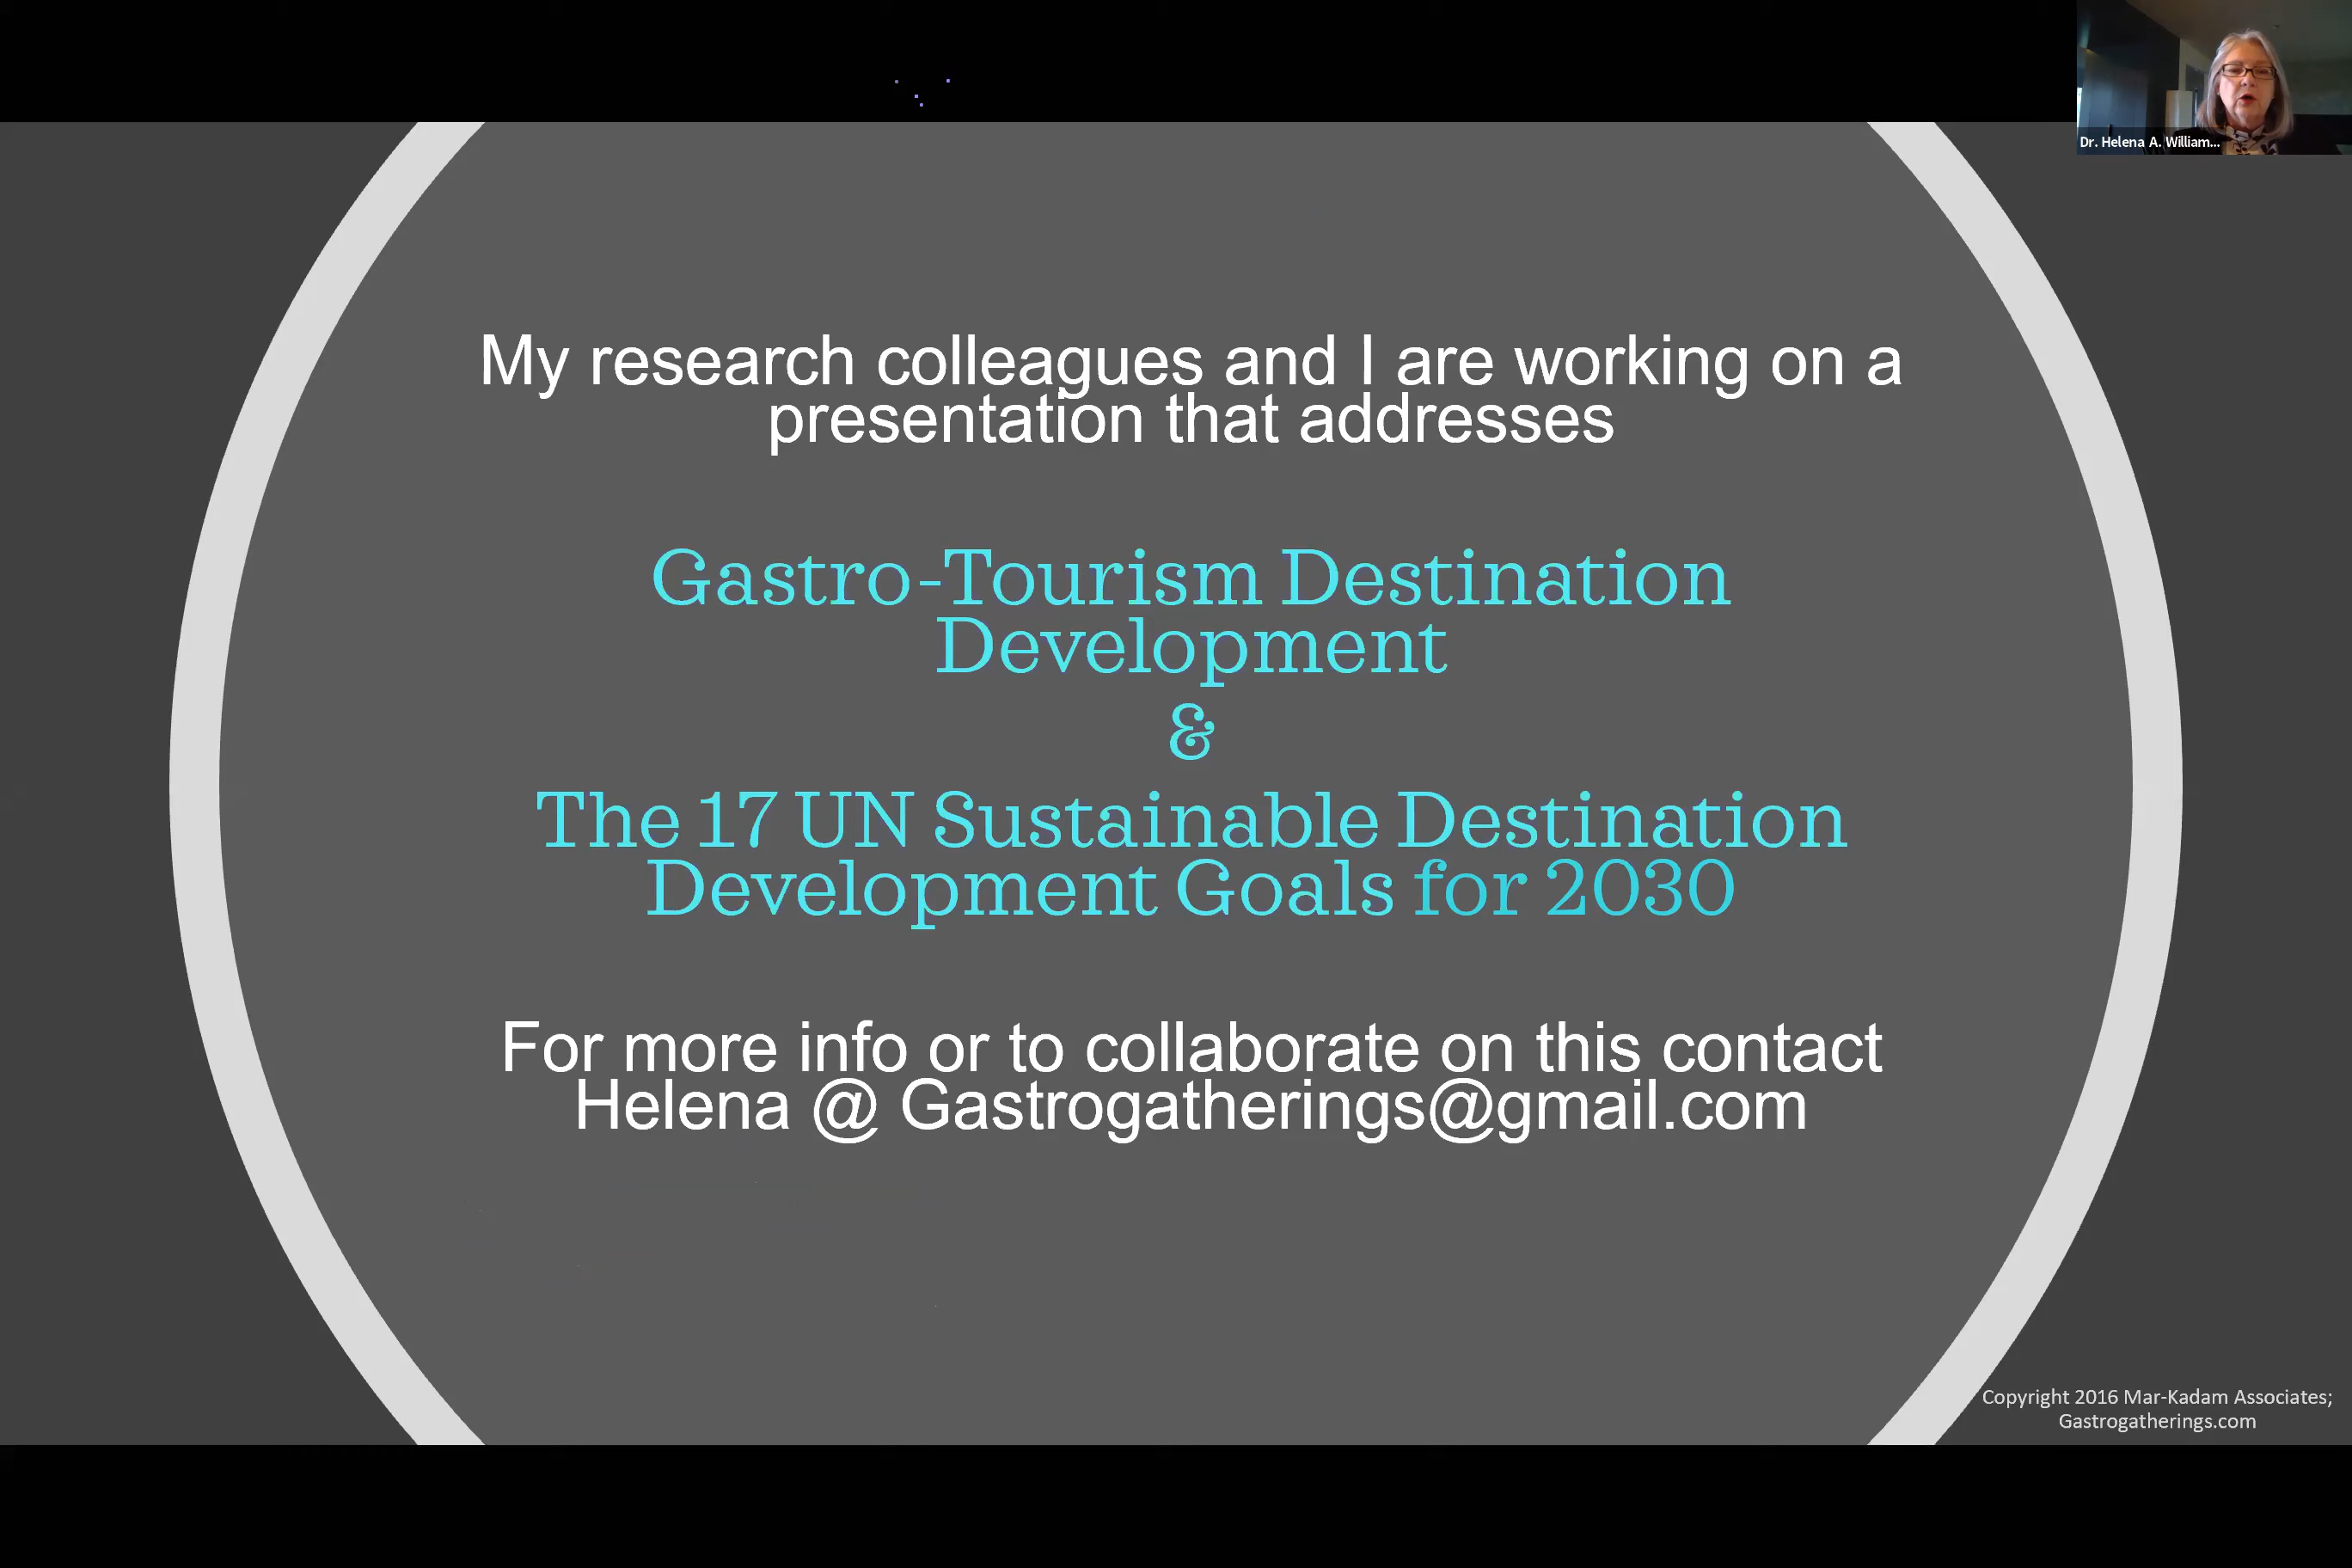 Dr. Helena A. William...
My research colleagues and I are working on a
presentation that addresses
Gastro-Tourism Destination
Development
&
The 17 UN Sustainable Destination
Development Goals for 2030
For more info or to collaborate on this contact
Helena @ Gastrogatherings@gmail.com
Copyright 2016 Mar-Kadam Associates;
Gastrogatherings.com